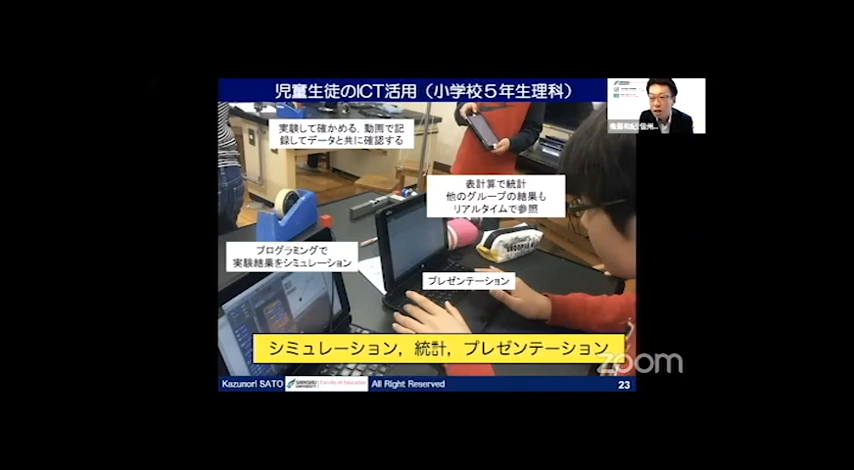 児童生徒のICT活用（小学校５年生理科）
実験して確かめる，動画で記
録してデータと共に確認する
表計算で統計
他のグループの結果も
リアルタイムで参照
プログラミングで
実験結果をシミュレーション
プレゼンテーション
シミュレーション，統計，プレゼンテーション
zoom
Kazunori SATO
SHINSHU
UNIVERSITY
Faculty of Education
All Right Reserved
23